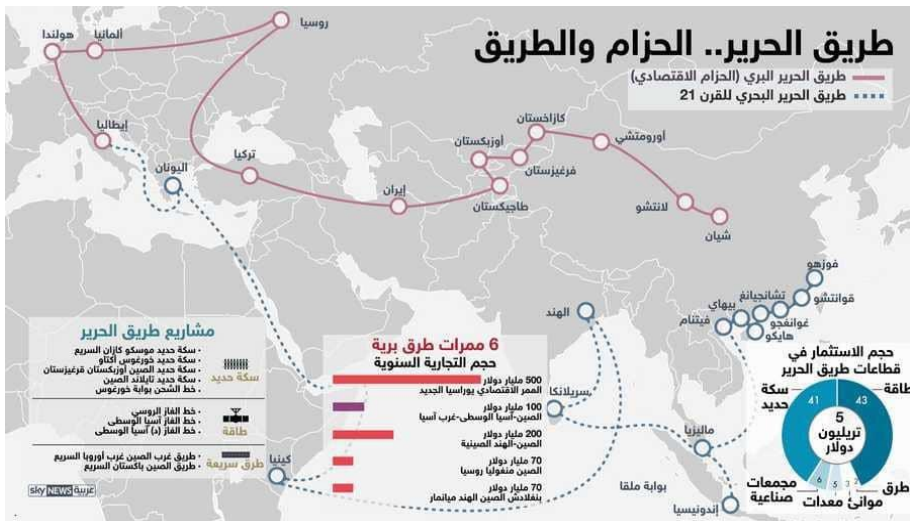 طريق الحرير.. الحزام والطريق
طريق الحرير البري (الحزام الاقتصادي)
طريق الحرير البحري للقرن 21
روسيا
ألمانيا
هولندا
إيطاليا
اليونان
تركيا
إيران
كازاخستان
أوزبكستان
فرغيزستان
طاجيكستان
أورومتشي
لانتشو
شيان
فوزهو
قوانتشو
تشانجيانغ
غوانغجو
بيهاي
هايكو
فيتنام
الهند
سريلانكا
ماليزيا
بوابة ملقا
إندونيسيا
كينيا
مشاريع طريق الحرير
سكة حديد
• سكة حديد موسكو كازان السريع
• سكة حديد خورغوس أكتاو
• سكة حديد الصين أوزبكستان قرغيزستان
• سكة حديد تايلاند الصين
• خط الشحن بوابة خورغوس
طاقة
• خط الغاز الروسي
• خط الغاز آسيا الوسطى
• خط الغاز (د) آسيا الوسطى
طرق سريعة
• طريق غرب الصين غرب أوروبا السريع
• طريق الصين باكستان السريع
6 ممرات طرق برية
حجم التجارية السنوية
500 مليار دولار
الممر الاقتصادي يوراسيا الجديد
100 مليار دولار
الصين-آسيا الوسطى-غرب آسيا
200 مليار دولار
الصين-الهند الصينية
70 مليار دولار
الصين منغوليا روسيا
70 مليار دولار
بنغلادش الصين الهند ميانمار
حجم الاستثمار في
قطاعات طريق الحرير
طاقة
43
سكة
حديد
41
5
تريليون
دولار
مجمعات
صناعية
6
معدات
5
موانئ
3
طرق
2
sky NEWS عربية